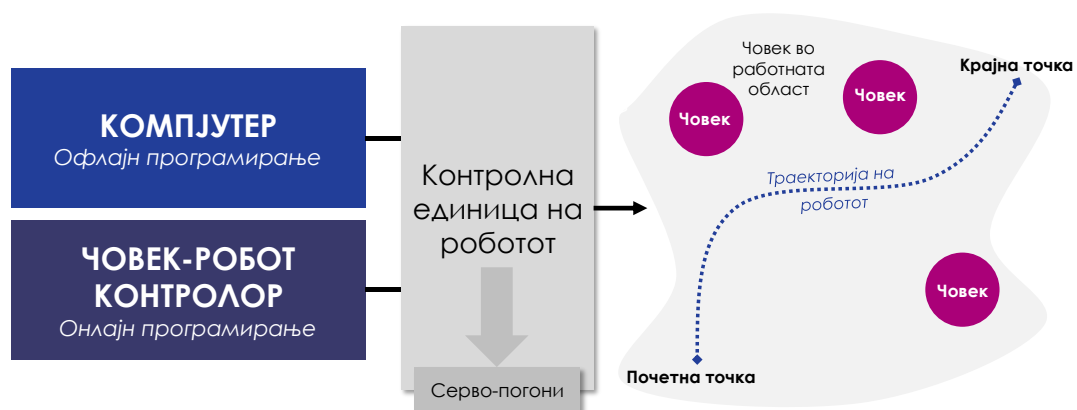 КОМПЈУТЕР
Офлајн програмирање
ЧОВЕК-РОБОТ
КОНТРОЛОР
Онлајн програмирање
Контролна
единица на
роботот
Серво-погони
Човек во
работната
област
Човек
Човек
Крајна точка
Траекторија на
роботот
Човек
Почетна точка